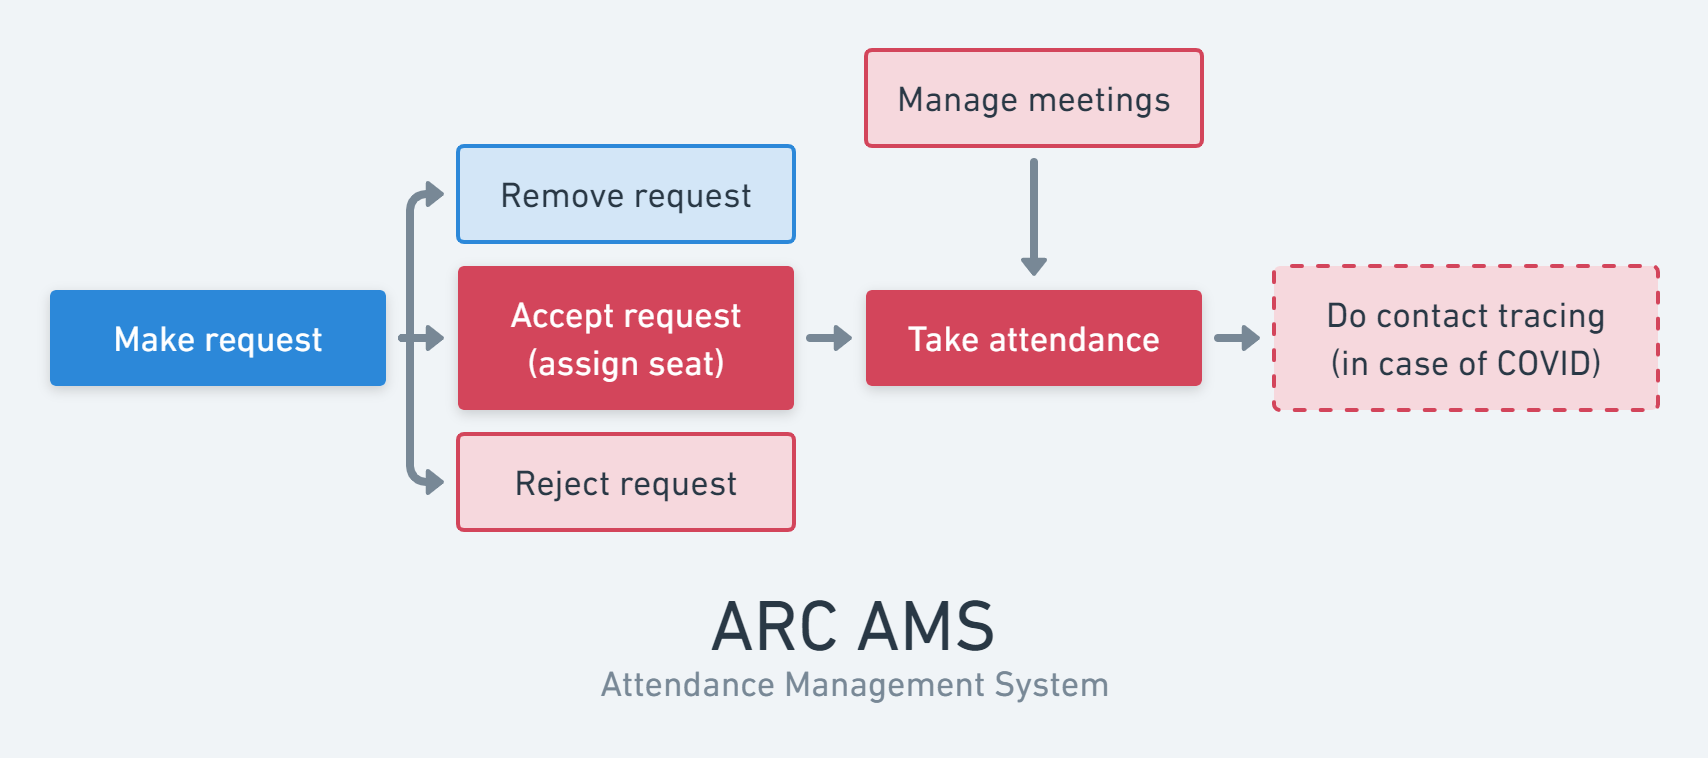 Manage meetings
Remove request
Make request
Accept request
(assign seat)
Take attendance
Do contact tracing
(in case of COVID)
Reject request
ARC AMS
Attendance Management System